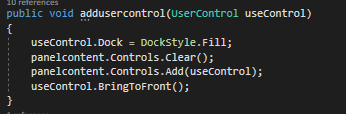 10 references
public void addusercontrol(UserControl useControl)
{
useControl.Dock = DockStyle.Fill;
panelcontent.Controls.Clear();
panelcontent.Controls.Add(useControl);
useControl.BringToFront();
}